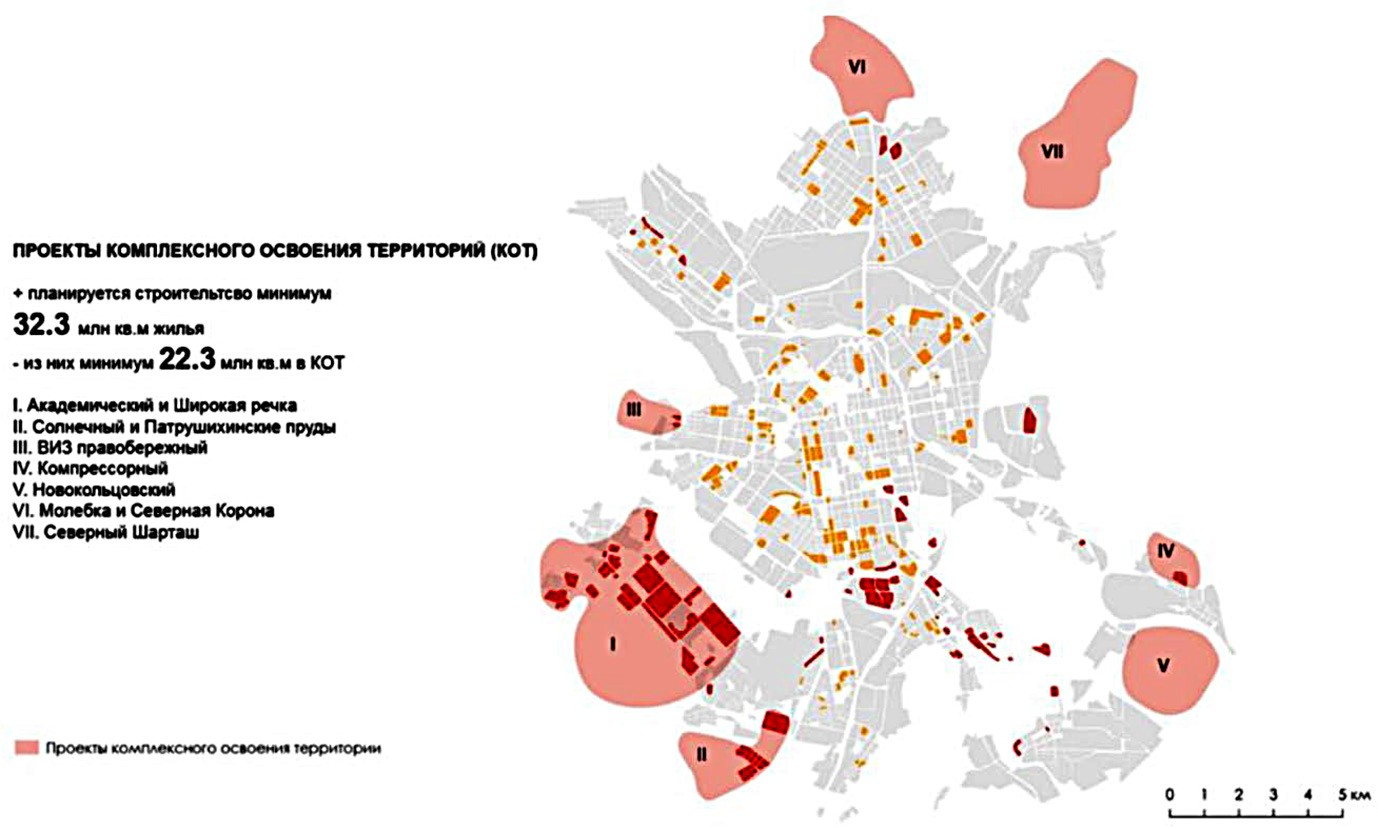 ПРОЕКТЫ КОМПЛЕКСНОГО ОСВОЕНИЯ ТЕРРИТОРИЙ (КОТ)
+ планируется строительтсво минимум
32.3 млн кв.м жилья
- из них минимум 22.3 млн кв.м в КОТ
I. Академический и Широкая речка
II. Солнечный и Патрушихинские пруды
III. ВИЗ правобережный
IV. Компрессорный
V. Новокольцовский
VI. Молебка и Северная Корона
VII. Северный Шарташ
Проекты комплексного освоения территории
VI
VII
III
IV
I
V
II
0 1 2 3 4 5 км